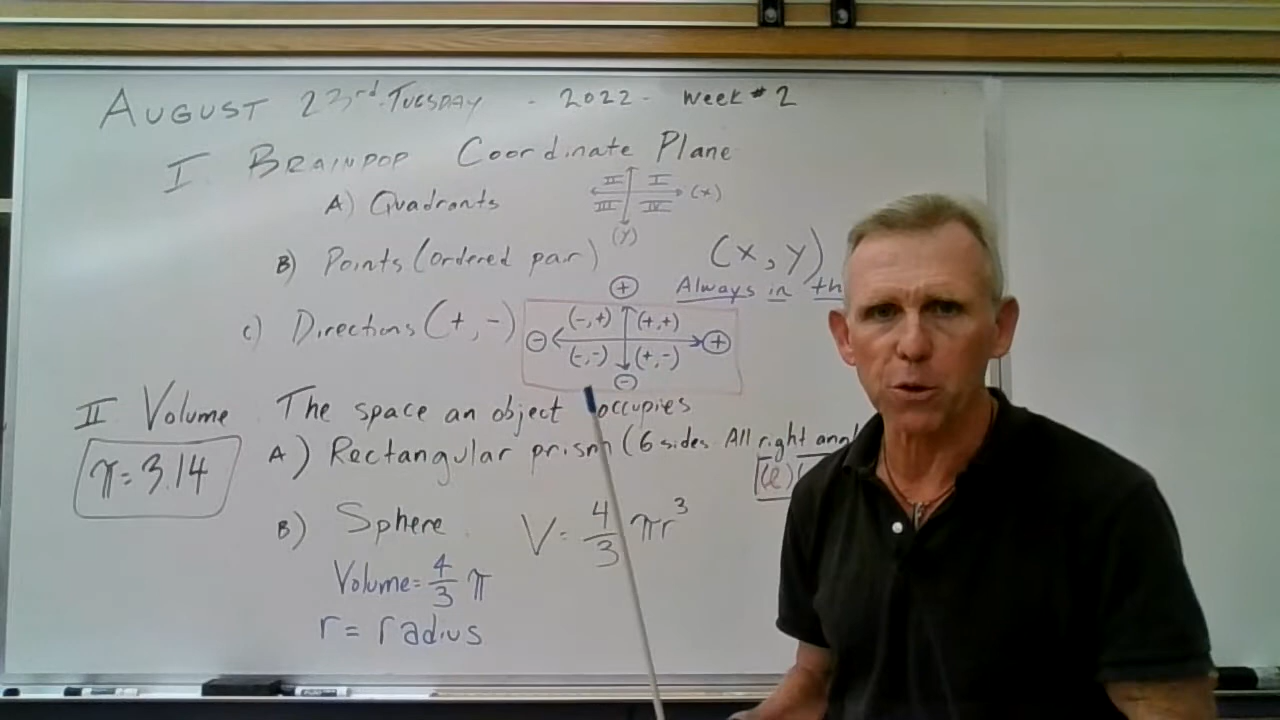 AUGUST 23rd TUESDAY - 2022 - Week #2
I BRAINPOP Coordinate Plane
A) Quadrants
II I
(x)
III IV
(y)
B) Points (Ordered pair) (x, y)
Always in
C) Directions (+, -)
+
(-,+) (+,+)
- +
(-,-) (+,-)
-
II Volume The space an object occupies
π = 3.14
A) Rectangular prism (6 sides. All right
(l)
B) Sphere V = 4/3 πr³
Volume = 4/3 π
r = radius